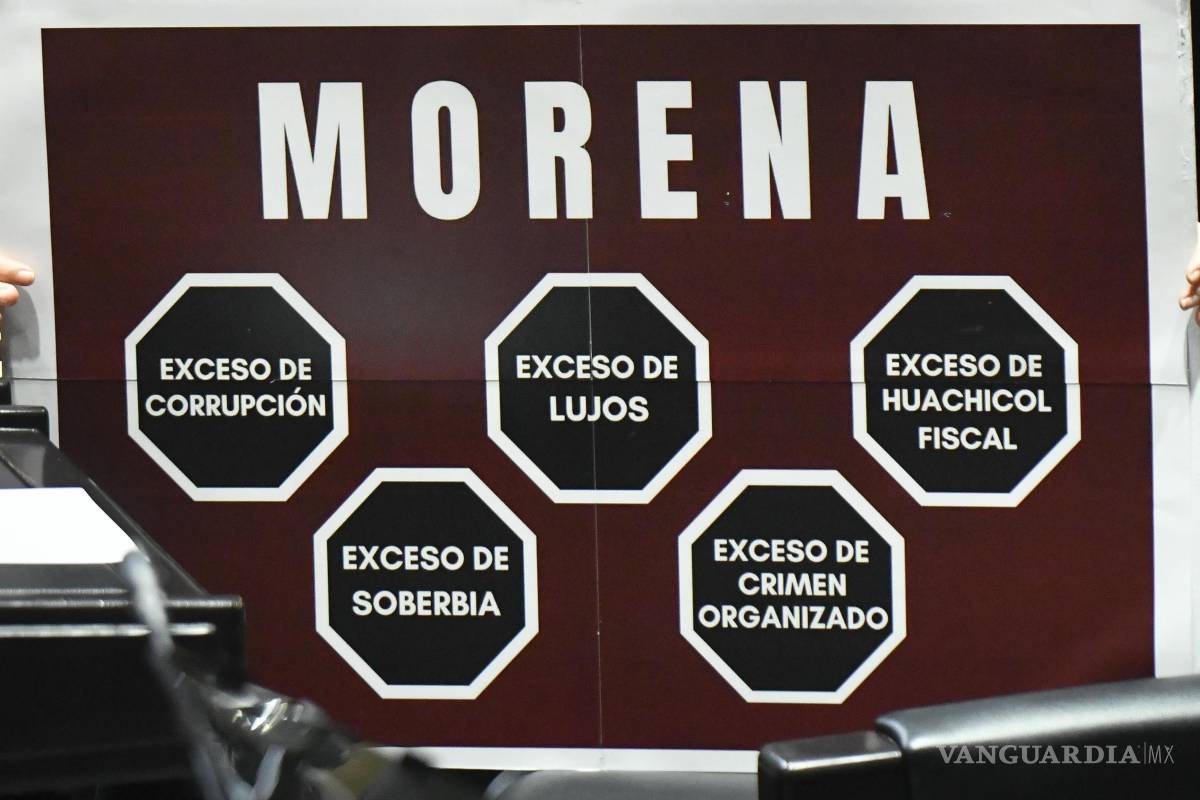 MORENA
EXCESO DE
CORRUPCIÓN
EXCESO DE
LUJOS
EXCESO DE
HUACHICOL
FISCAL
EXCESO DE
SOBERBIA
EXCESO DE
CRIMEN
ORGANIZADO
VANGUARDIA|MX